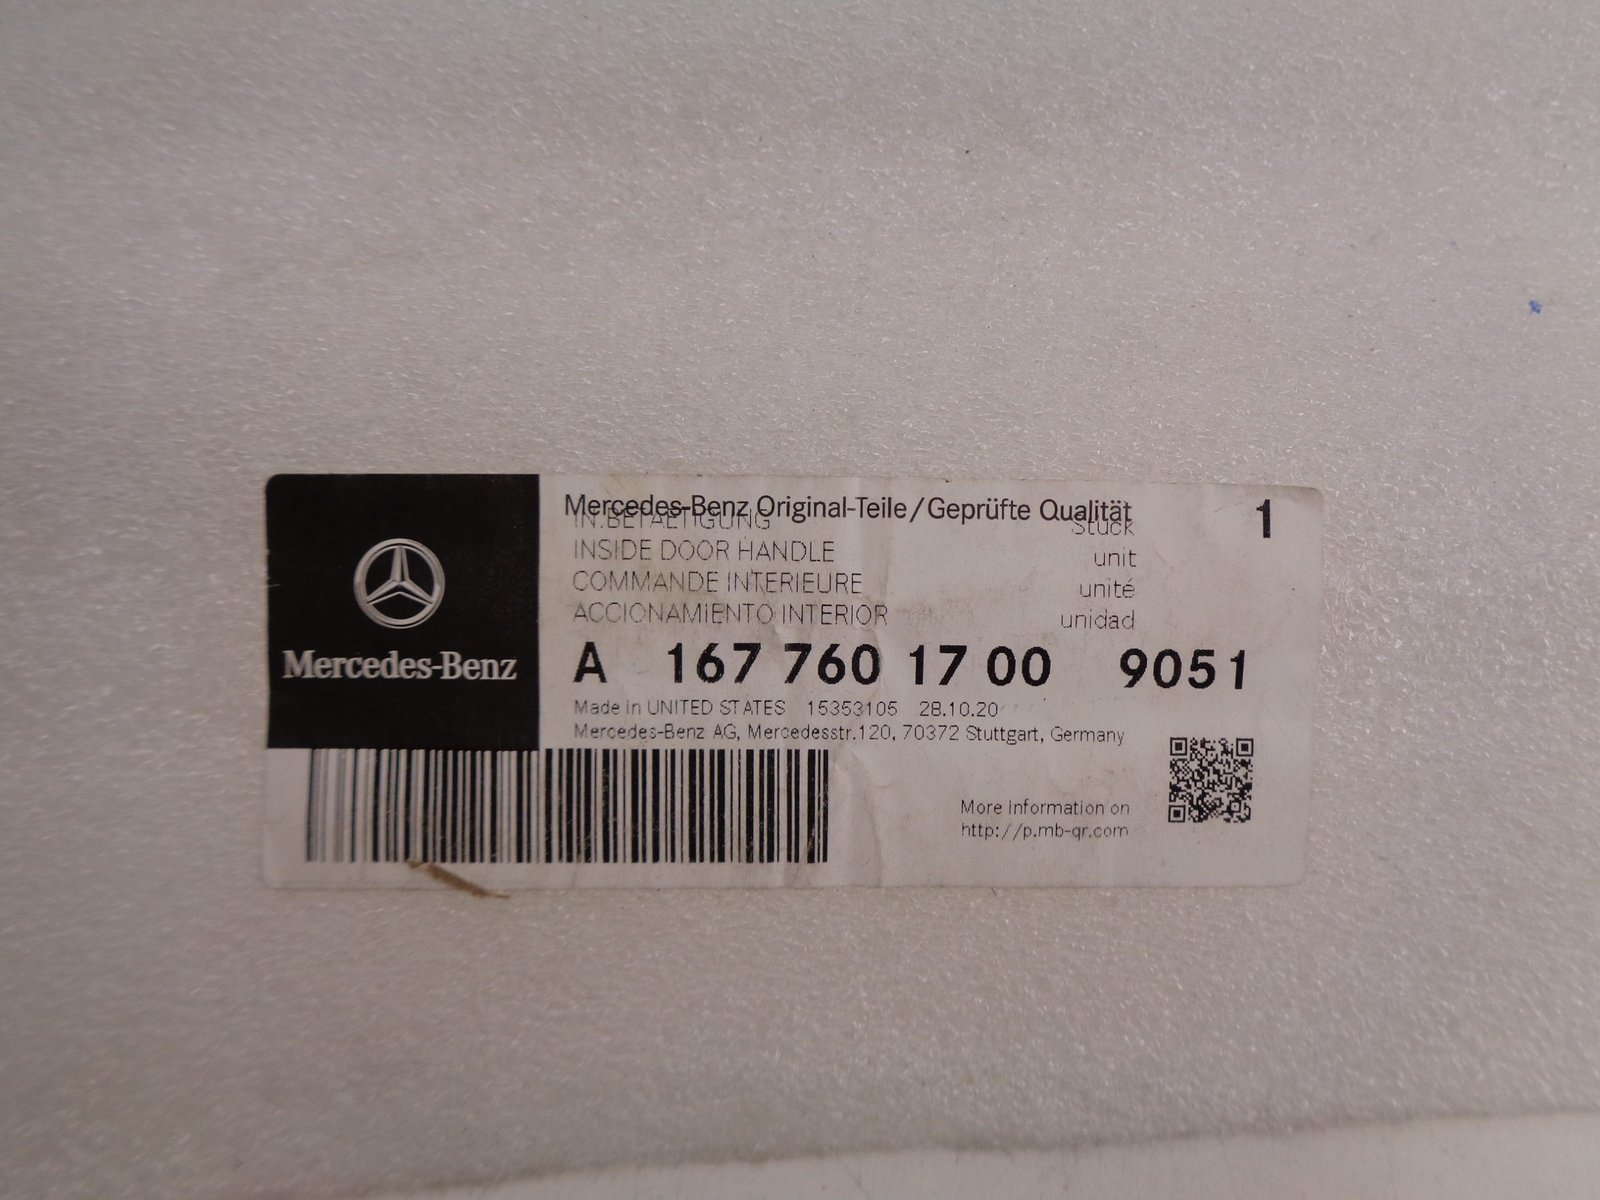 Mercedes-Benz Original-Teile/Geprüfte Qualität 1
IN.BETAETIGUNG Stück
INSIDE DOOR HANDLE unit
COMMANDE INTERIEURE unité
ACCIONAMIENTO INTERIOR unidad
Mercedes-Benz
A 167 760 17 00 9051
Made in UNITED STATES 15353105 28.10.20
Mercedes-Benz AG, Mercedesstr.120, 70372 Stuttgart, Germany
More Information on
http://p.mb-qr.com